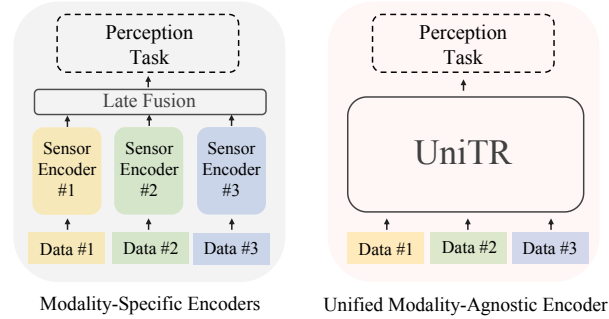 Perception
Task
Late Fusion
Sensor
Encoder
#1
Sensor
Encoder
#2
Sensor
Encoder
#3
Data #1
Data #2
Data #3
Modality-Specific Encoders
Perception
Task
UniTR
Data #1
Data #2
Data #3
Unified Modality-Agnostic Encoder